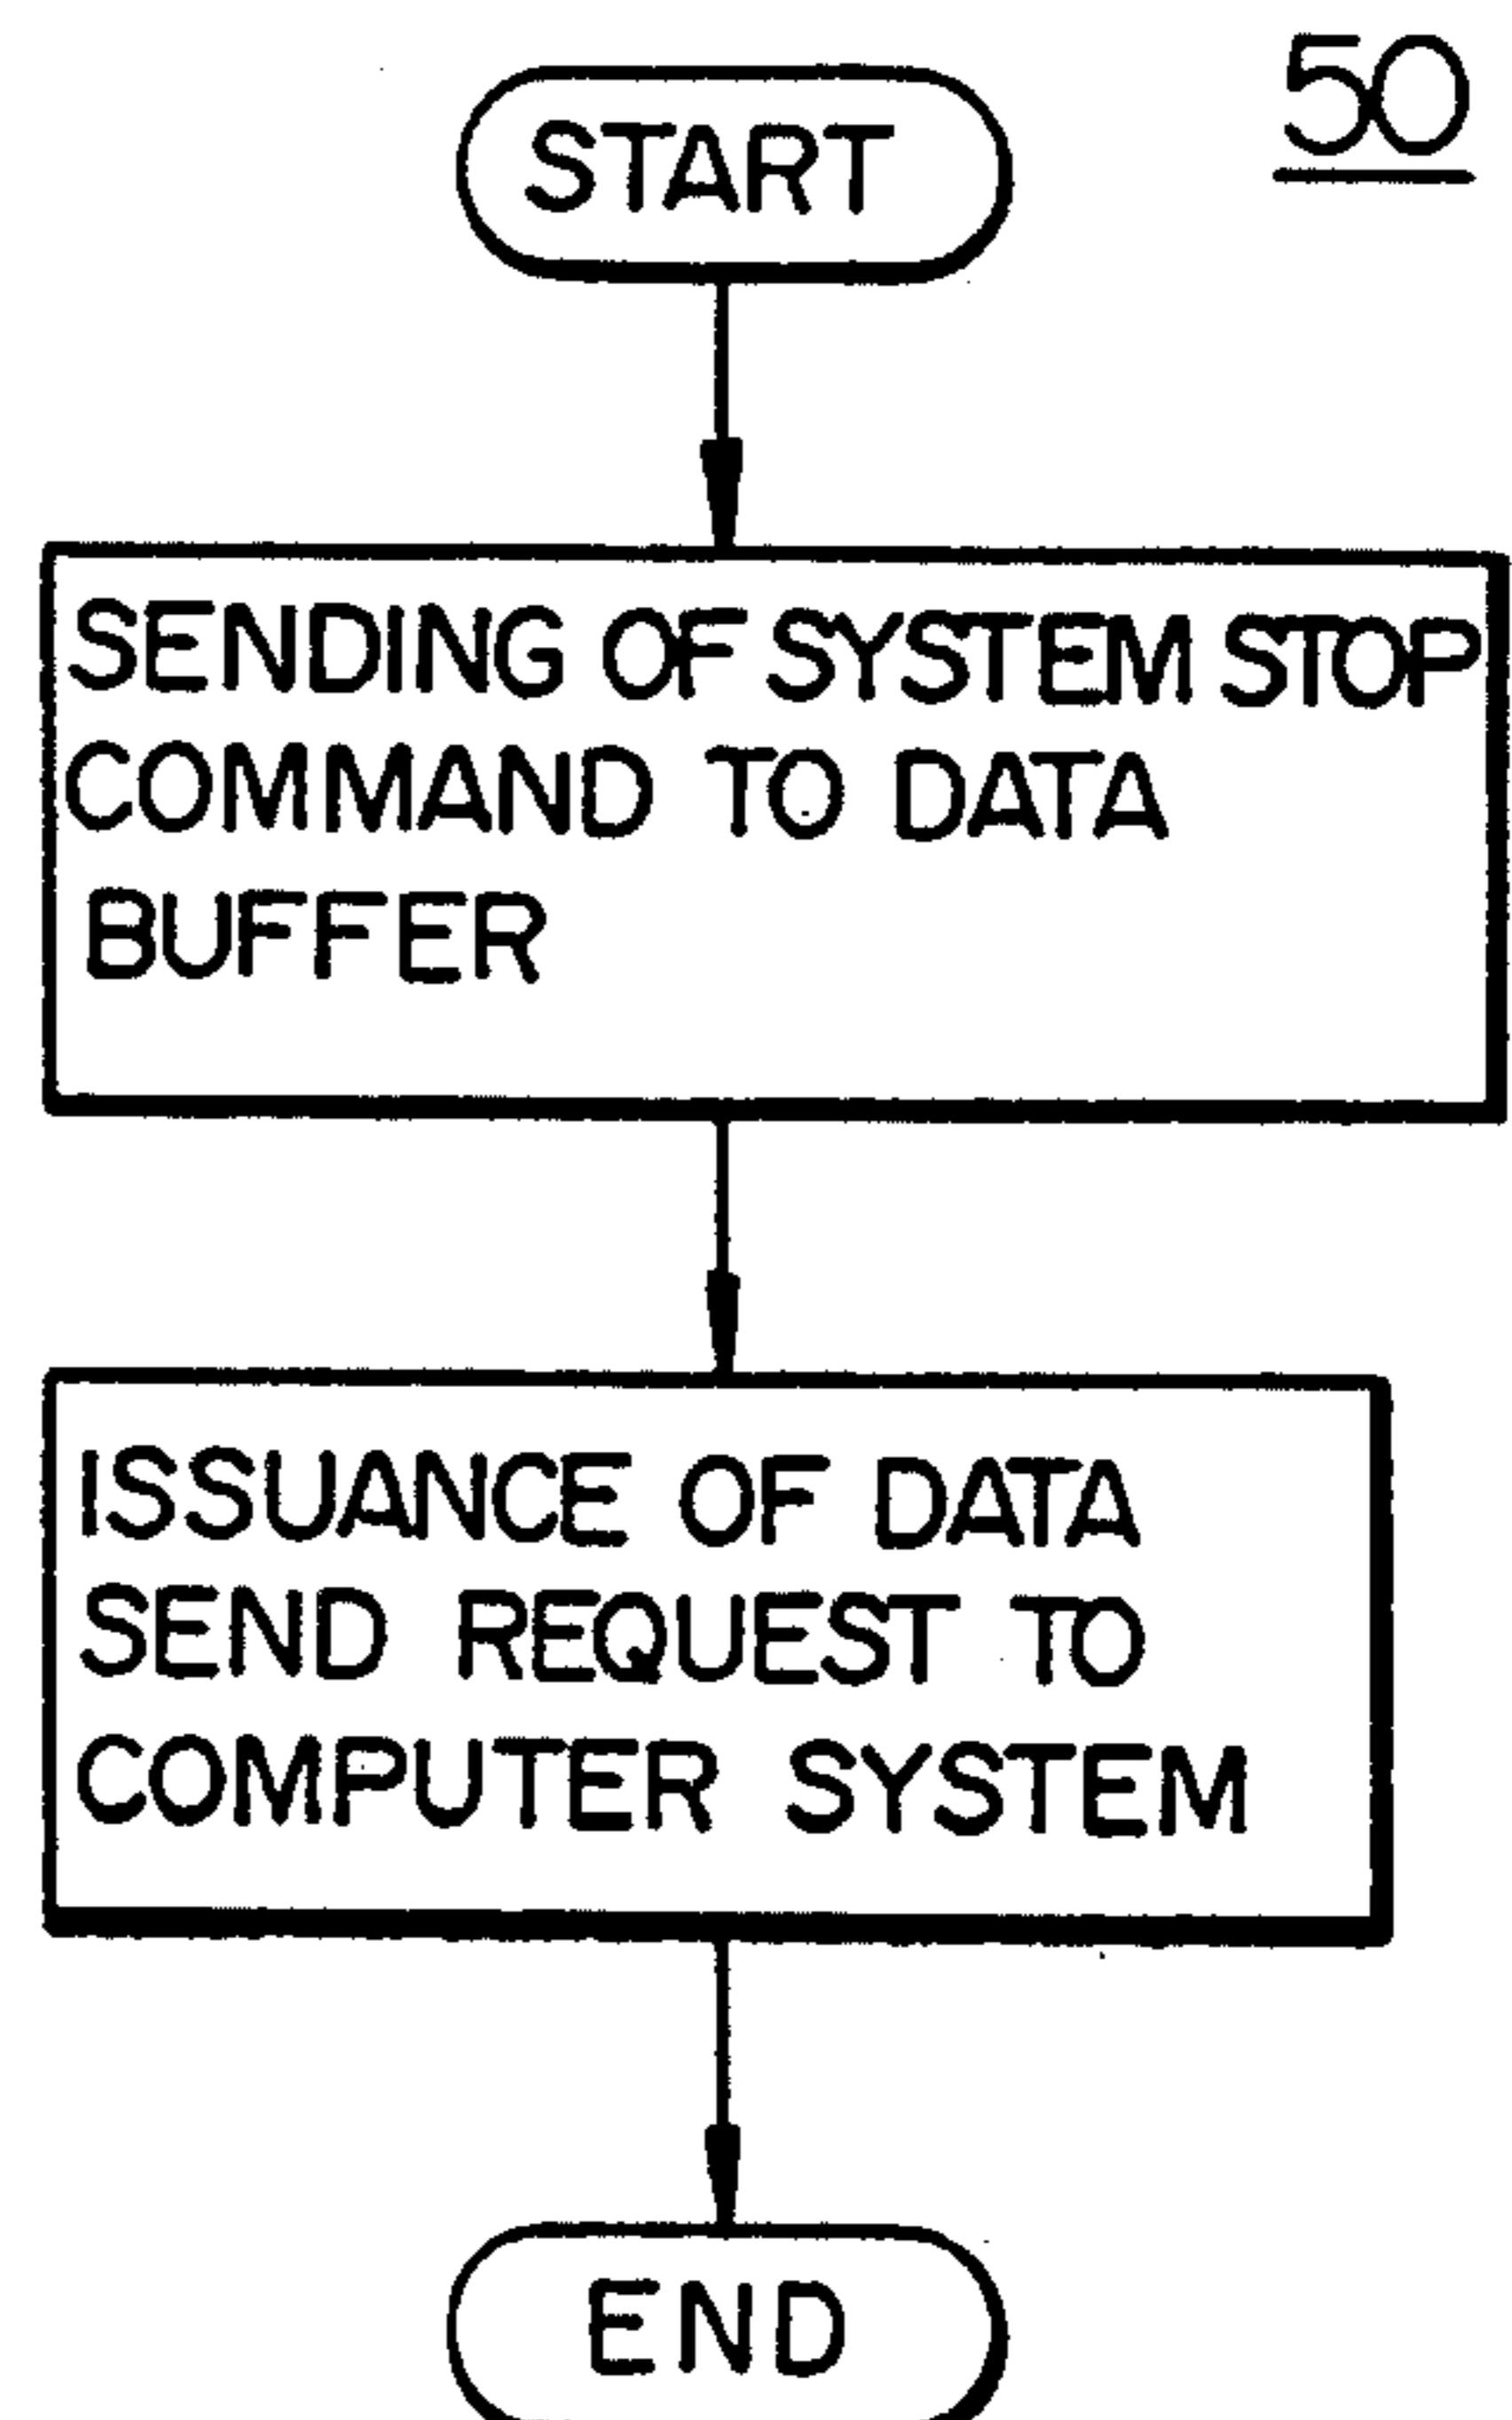 50
START
SENDING OF SYSTEM STOP
COMMAND TO DATA
BUFFER
ISSUANCE OF DATA
SEND REQUEST TO
COMPUTER SYSTEM
END